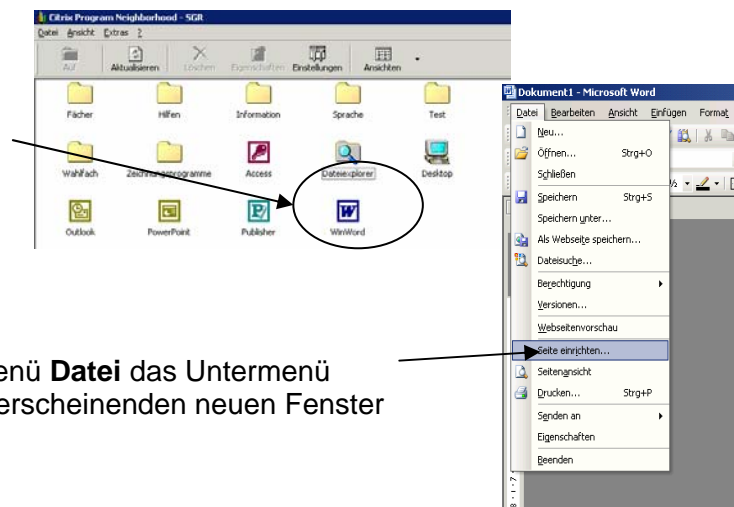 Citrix Program Neighborhood - SGR
Datei Ansicht Extras ?
Auf Aktualisieren Löschen Eigenschaften Einstellungen Ansichten
Fächer Hilfen Information Sprache Test
Wahlfach Zeichnungsprogramme Access Dateiexplorer Desktop
Outlook PowerPoint Publisher WinWord
Dokument1 - Microsoft Word
Datei Bearbeiten Ansicht Einfügen Format
Neu...
Öffnen... Strg+O
Schließen
Speichern Strg+S
Speichern unter...
Als Webseite speichern...
Dateisuche...
Berechtigung
Versionen...
Webseitenvorschau
Seite einrichten...
Seitenansicht
Drucken... Strg+P
Senden an
Eigenschaften
Beenden
enü Datei das Untermenü
erscheinenden neuen Fenster